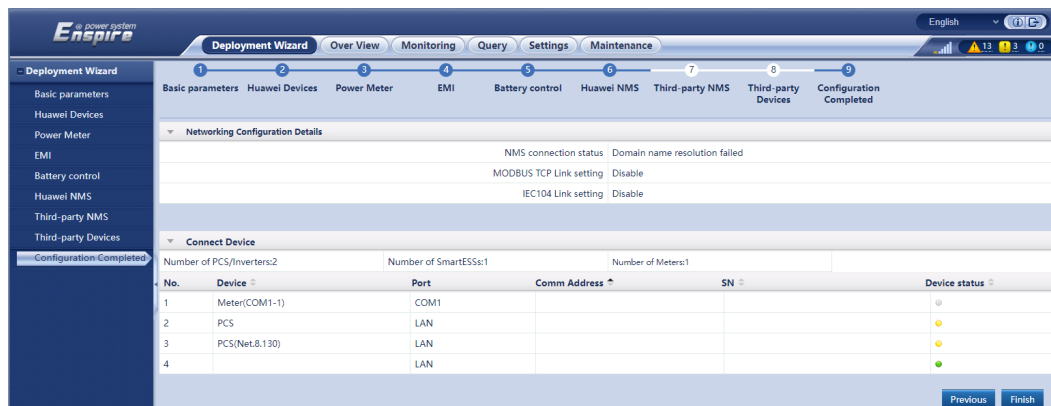 e power system
Enspire
English
Deployment Wizard Over View Monitoring Query Settings Maintenance
13 3 0
Deployment Wizard
Basic parameters
Huawei Devices
Power Meter
EMI
Battery control
Huawei NMS
Third-party NMS
Third-party Devices
Configuration Completed
1 2 3 4 5 6 7 8 9
Basic parameters Huawei Devices Power Meter EMI Battery control Huawei NMS Third-party NMS Third-party Devices Configuration Completed
Networking Configuration Details
NMS connection status Domain name resolution failed
MODBUS TCP Link setting Disable
IEC104 Link setting Disable
Connect Device
Number of PCS/Inverters:2 Number of SmartESSs:1 Number of Meters:1
No. Device Port Comm Address SN Device status
1 Meter(COM1-1) COM1
2 PCS LAN
3 PCS(Net.8.130) LAN
4 LAN
Previous Finish